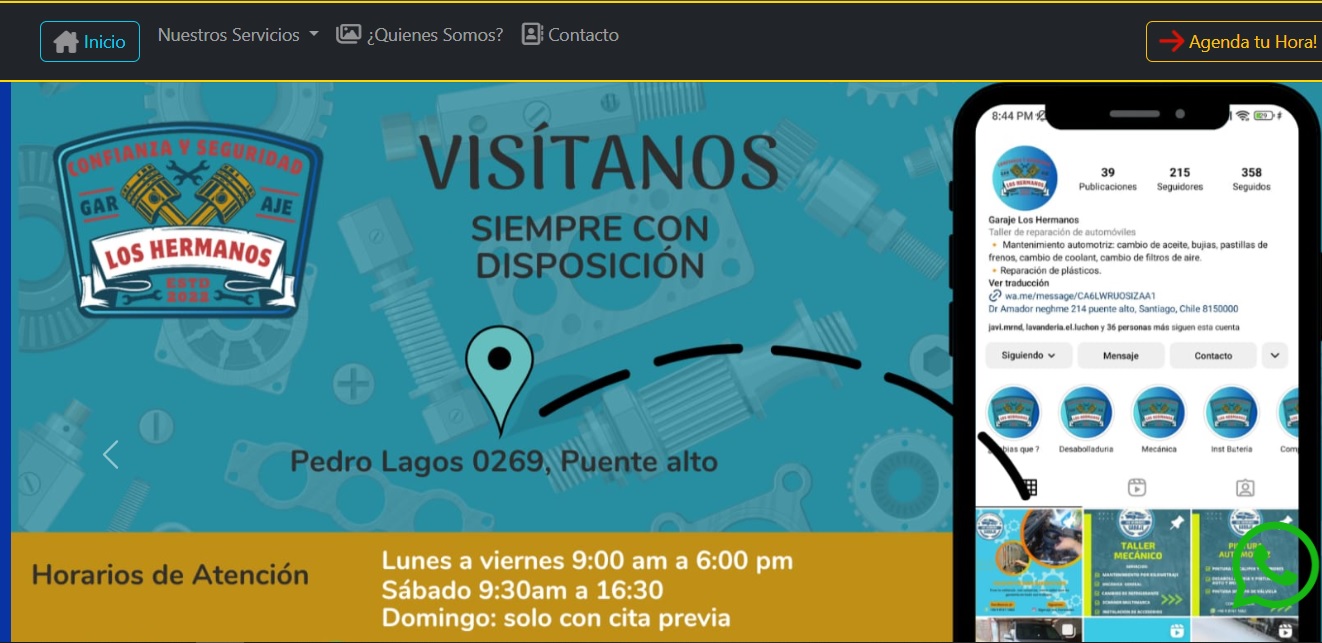 Inicio
Nuestros Servicios
¿Quienes Somos?
Contacto
Agenda tu Hora!
CONFIANZA Y SEGURIDAD
GAR AJE
LOS HERMANOS
ESTD
2022
VISÍTANOS
SIEMPRE CON
DISPOSICIÓN
Pedro Lagos 0269, Puente alto
Horarios de Atención
Lunes a viernes 9:00 am a 6:00 pm
Sábado 9:30am a 16:30
Domingo: solo con cita previa
8:44 PM
39 215 358
Publicaciones Seguidores Seguidos
Garaje Los Hermanos
Taller de reparación de automóviles
Mantenimiento automotriz: cambio de aceite, bujias, pastillas de
frenos, cambio de coolant, cambio de filtros de aire.
Reparación de plásticos.
Ver traducción
wa.me/message/CA6LWRUOSIZAA1
Dr Amador neghme 214 puente alto, Santiago, Chile 8150000
javi.mrnd, lavanderia.el.luchon y 36 personas más siguen esta cuenta
Siguiendo Mensaje Contacto
que ? Desabolladuria Mecánica Inst Buteria
TALLER
MECÁNICO